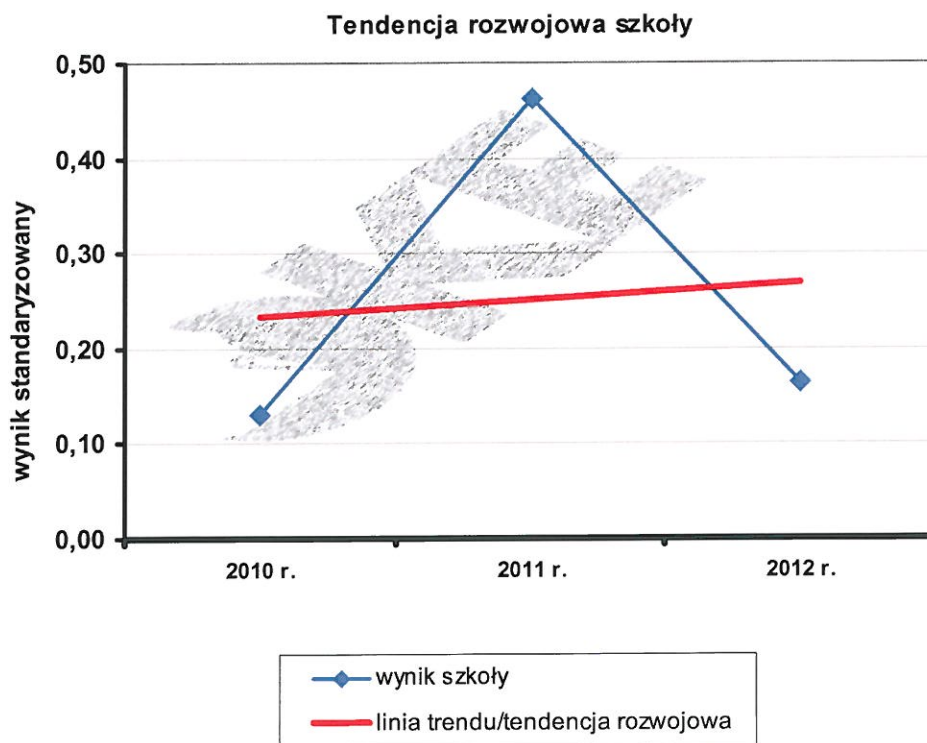 Tendencja rozwojowa szkoły
0,50
0,40
0,30
0,20
0,10
0,00
wynik standaryzowany
2010 r.
2011 r.
2012 r.
wynik szkoły
linia trendu/tendencja rozwojowa